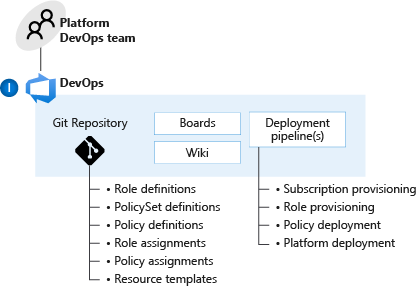 Platform
DevOps team
I
DevOps
Git Repository
Boards
Wiki
Deployment
pipeline(s)
• Role definitions
• PolicySet definitions
• Policy definitions
• Role assignments
• Policy assignments
• Resource templates
• Subscription provisioning
• Role provisioning
• Policy deployment
• Platform deployment